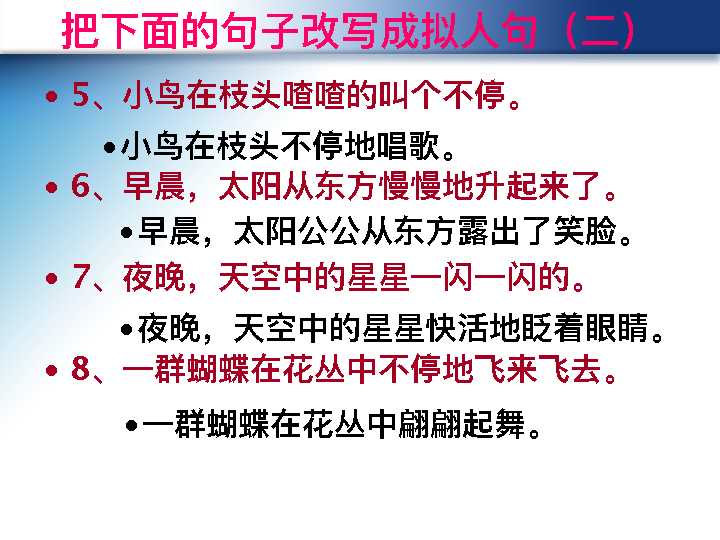 把下面的句子改写成拟人句（二）
• 5、小鸟在枝头喳喳的叫个不停。
•小鸟在枝头不停地唱歌。
• 6、早晨，太阳从东方慢慢地升起来了。
•早晨，太阳公公从东方露出了笑脸。
• 7、夜晚，天空中的星星一闪一闪的。
•夜晚，天空中的星星快活地眨着眼睛。
• 8、一群蝴蝶在花丛中不停地飞来飞去。
•一群蝴蝶在花丛中翩翩起舞。